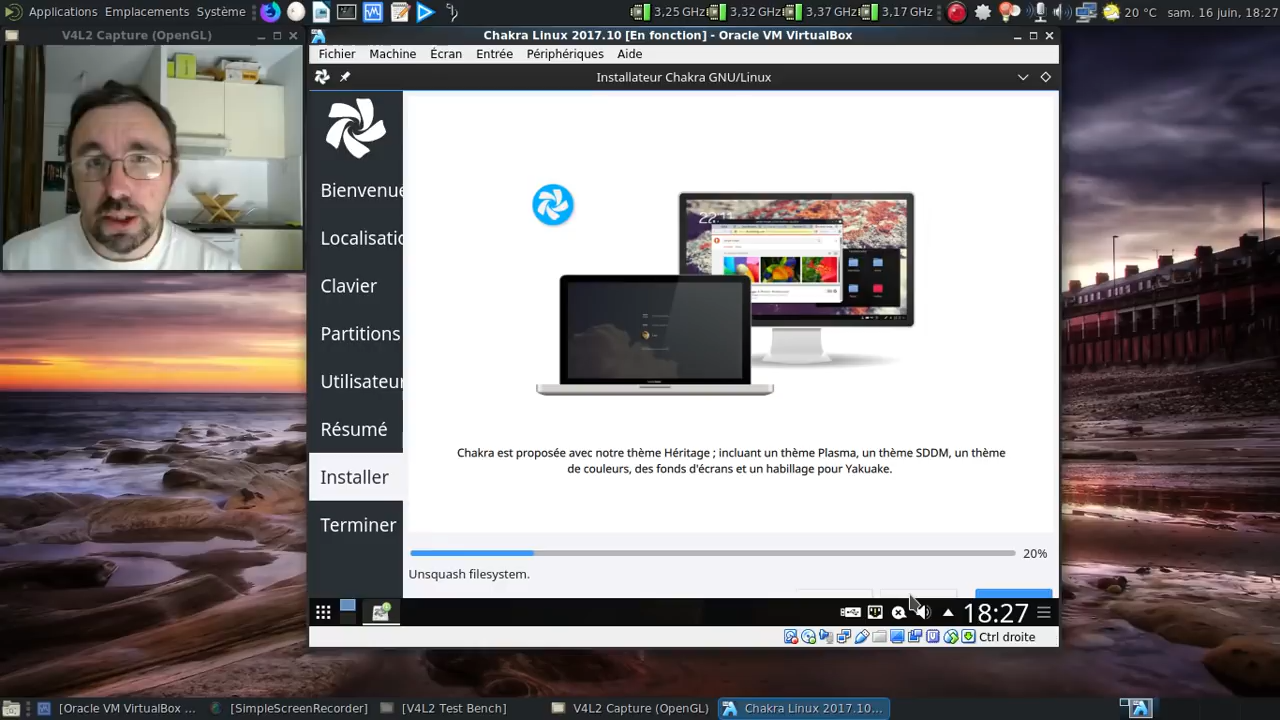 Applications Emplacements Système
3,25 GHz 3,32 GHz 3,37 GHz 3,17 GHz 20 °C sam. 16 juin, 18:27
V4L2 Capture (OpenGL)
Chakra Linux 2017.10 [En fonction] - Oracle VM VirtualBox
Fichier Machine Écran Entrée Périphériques Aide
Installateur Chakra GNU/Linux
Bienvenue
Localisatio
Clavier
Partitions
Utilisateur
Résumé
Installer
Terminer
Chakra est proposée avec notre thème Héritage ; incluant un thème Plasma, un thème SDDM, un thème
de couleurs, des fonds d'écrans et un habillage pour Yakuake.
20%
Unsquash filesystem.
18:27
Ctrl droite
[Oracle VM VirtualBox ... [SimpleScreenRecorder] [V4L2 Test Bench] V4L2 Capture (OpenGL) Chakra Linux 2017.10...